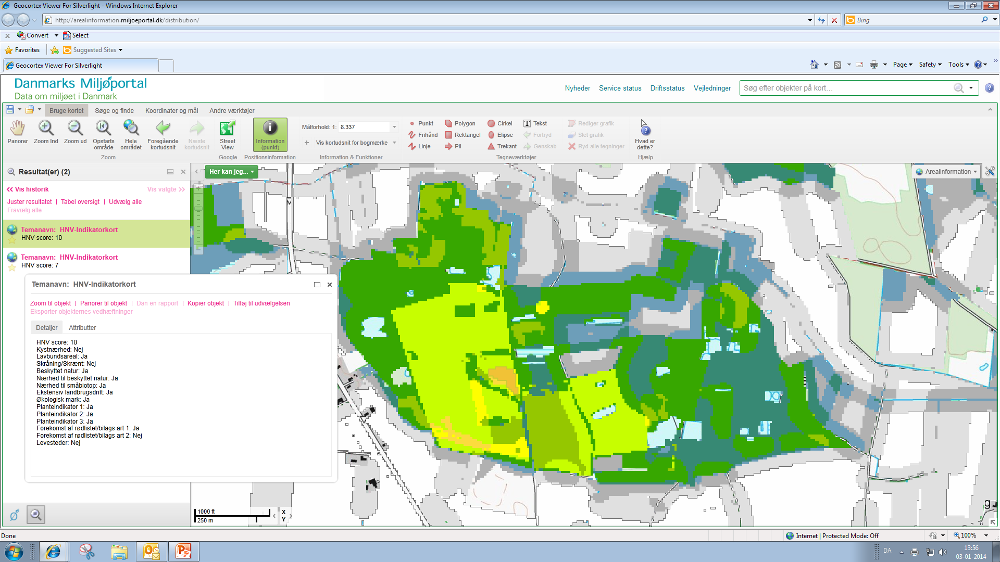 Geocortex Viewer For Silverlight - Windows Internet Explorer
http://arealinformation.miljoeportal.dk/distribution/
Bing
x Convert Select
Favorites Suggested Sites
Geocortex Viewer For Silverlight
Page Safety Tools
Danmarks Miljøportal
Data om miljøet i Danmark
Nyheder Service status Driftsstatus Vejledninger
Søg efter objekter på kort...
Bruge kortet Søge og finde Koordinater og mål Andre værktøjer
Panorer
Zoom Ind
Zoom ud
Opstarts område
Hele området
Foregående kortudsnit
Næste kortudsnit
Zoom
Street View
Google
Information (punkt)
Positionsinformation
Målforhold: 1: 8.337
Vis kortudsnit for bogmærke
Information & Funktioner
Punkt Polygon Cirkel Tekst Rediger grafik
Frihånd Rektangel Elipse Fortryd Slet grafik
Linje Pil Trekant Genskab Ryd alle tegninger
Tegneværktøjer
Hvad er dette?
Hjælp
Resultat(er) (2)
Her kan jeg...
Arealinformation
<< Vis historik Vis valgte >>
Juster resultatet | Tabel oversigt | Udvælg alle
Fravælg alle
Temanavn: HNV-Indikatorkort
HNV score: 10
Temanavn: HNV-Indikatorkort
HNV score: 7
Temanavn: HNV-Indikatorkort
Zoom til objekt | Panorer til objekt | Dan en rapport | Kopier objekt | Tilføj til udvælgelsen
Eksporter objekternes vedhæftninger
Detaljer Attributter
HNV score: 10
Kystnærhed: Nej
Lavbundsareal: Ja
Skråning/Skrænt: Nej
Beskyttet natur: Ja
Nærhed til beskyttet natur: Ja
Nærhed til småbiotop: Ja
Ekstensiv landbrugsdrift: Ja
Økologisk mark: Ja
Planteindikator 1: Ja
Planteindikator 2: Ja
Planteindikator 3: Ja
Forekomst af rødlistet/bilags art 1: Ja
Forekomst af rødlistet/bilags art 2: Nej
Levesteder: Nej
1000 ft
250 m
X
Y
g
Done
Internet | Protected Mode: Off
100%
DA
13:56
03-01-2014